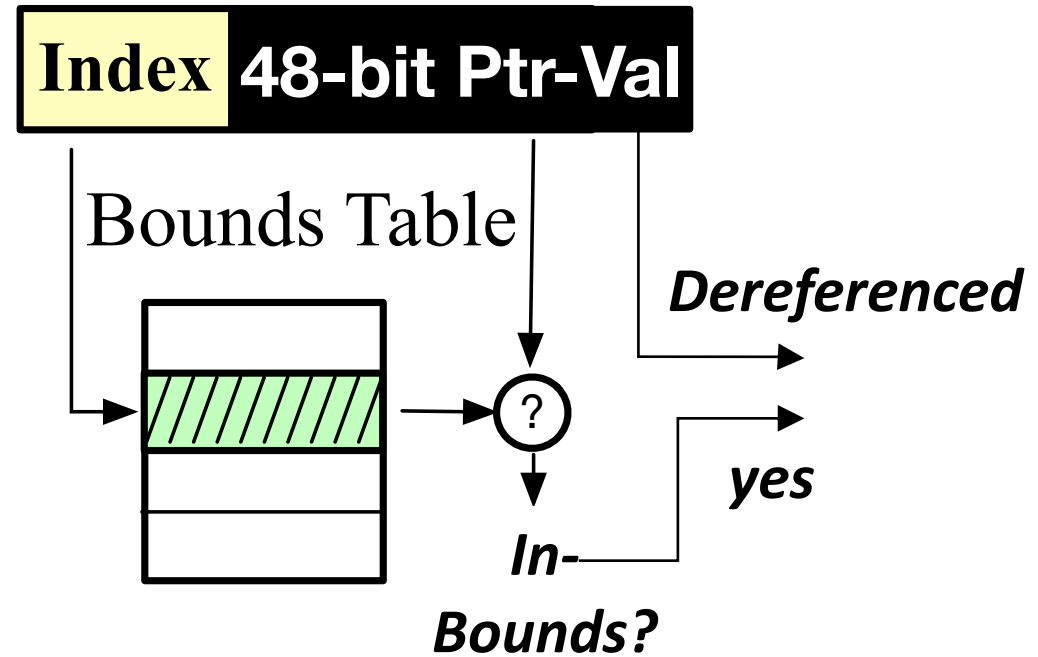 Index 48-bit Ptr-Val
Bounds Table
Dereferenced
?
yes
In-
Bounds?